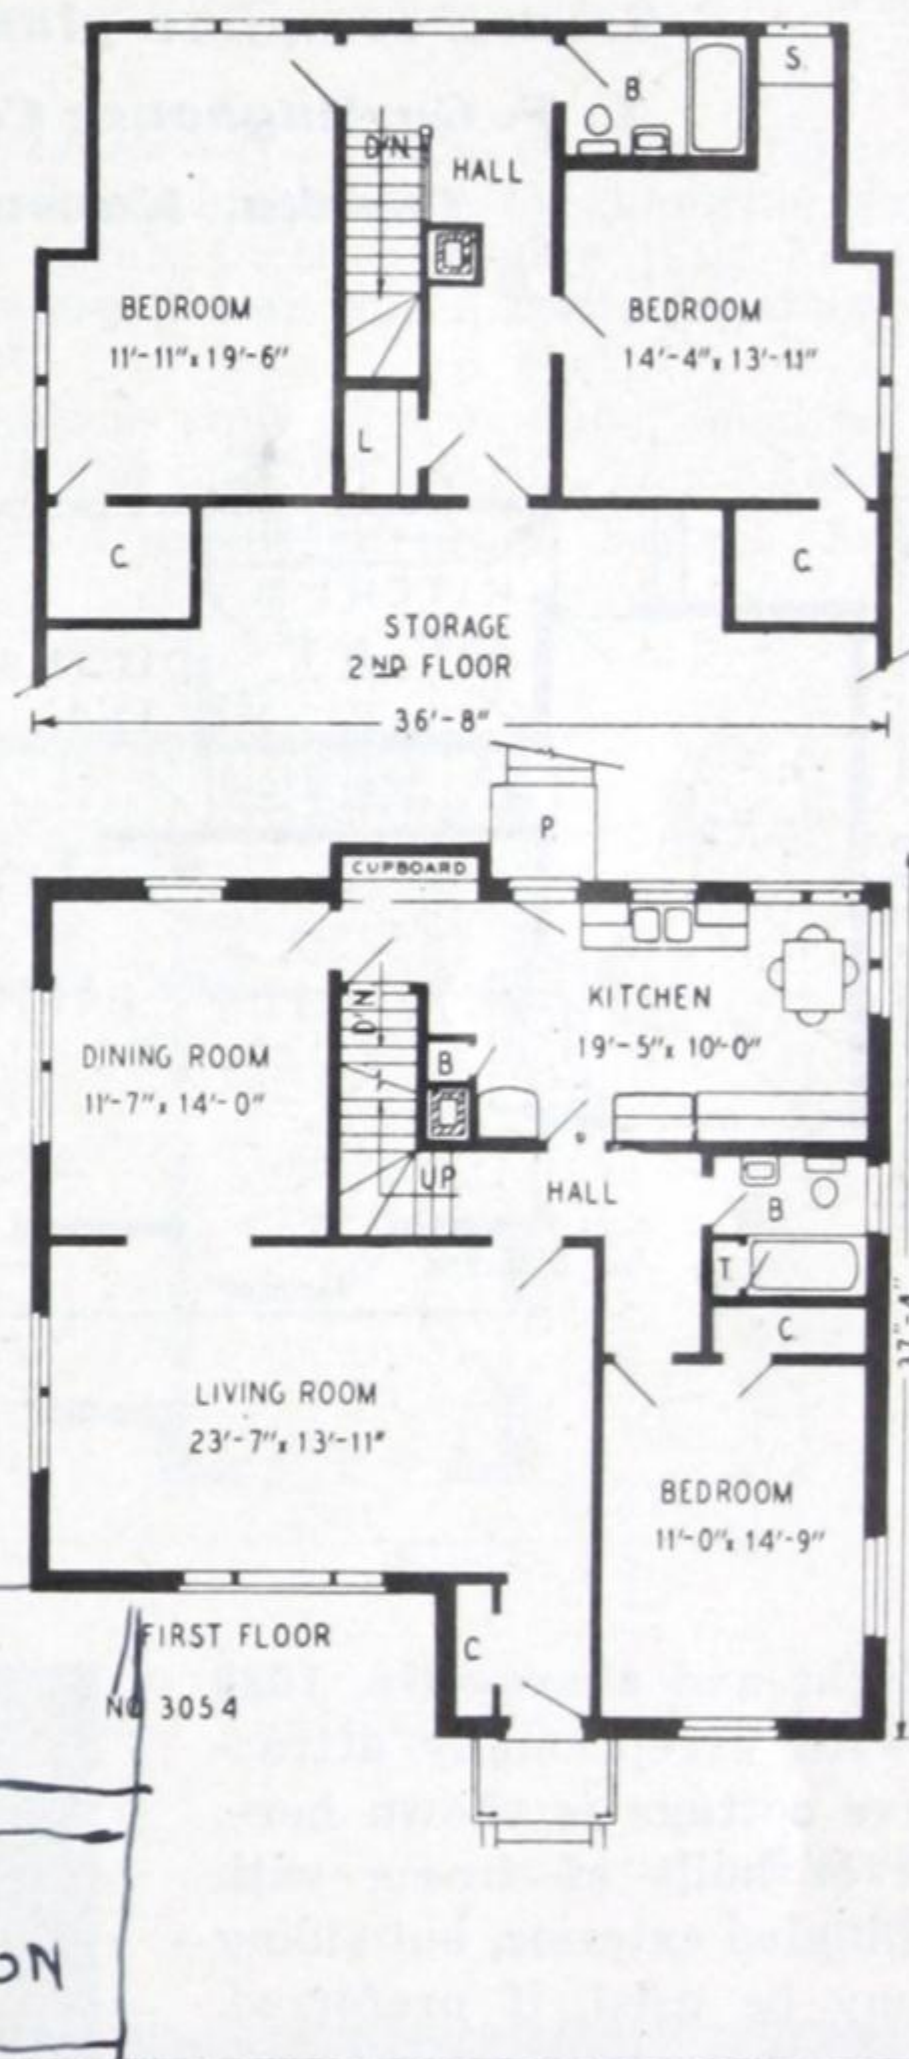 S.
B.
D'N
HALL
BEDROOM
11'-11" x 19'-6"
BEDROOM
14'-4" x 13'-11"
L
C.
C.
STORAGE
2ND FLOOR
36'-8"
P.
CUPBOARD
D'N
KITCHEN
19'-5" x 10'-0"
B
DINING ROOM
11'-7" x 14'-0"
UP
HALL
B
T.
C.
LIVING ROOM
23'-7" x 13'-11"
BEDROOM
11'-0" x 14'-9"
C
FIRST FLOOR
NO 3054
ON